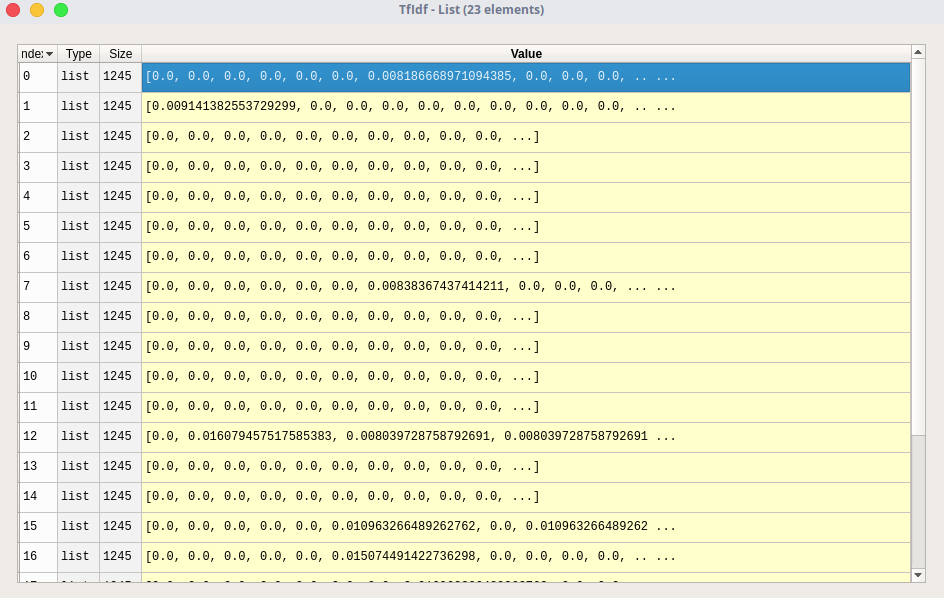 TfIdf - List (23 elements)
ndex Type Size Value
0 list 1245 [0.0, 0.0, 0.0, 0.0, 0.0, 0.0, 0.008186668971094385, 0.0, 0.0, 0.0, .. ...
1 list 1245 [0.009141382553729299, 0.0, 0.0, 0.0, 0.0, 0.0, 0.0, 0.0, 0.0, 0.0, .. ...
2 list 1245 [0.0, 0.0, 0.0, 0.0, 0.0, 0.0, 0.0, 0.0, 0.0, 0.0, ...]
3 list 1245 [0.0, 0.0, 0.0, 0.0, 0.0, 0.0, 0.0, 0.0, 0.0, 0.0, ...]
4 list 1245 [0.0, 0.0, 0.0, 0.0, 0.0, 0.0, 0.0, 0.0, 0.0, 0.0, ...]
5 list 1245 [0.0, 0.0, 0.0, 0.0, 0.0, 0.0, 0.0, 0.0, 0.0, 0.0, ...]
6 list 1245 [0.0, 0.0, 0.0, 0.0, 0.0, 0.0, 0.0, 0.0, 0.0, 0.0, ...]
7 list 1245 [0.0, 0.0, 0.0, 0.0, 0.0, 0.0, 0.00838367437414211, 0.0, 0.0, 0.0, ... ...
8 list 1245 [0.0, 0.0, 0.0, 0.0, 0.0, 0.0, 0.0, 0.0, 0.0, 0.0, ...]
9 list 1245 [0.0, 0.0, 0.0, 0.0, 0.0, 0.0, 0.0, 0.0, 0.0, 0.0, ...]
10 list 1245 [0.0, 0.0, 0.0, 0.0, 0.0, 0.0, 0.0, 0.0, 0.0, 0.0, ...]
11 list 1245 [0.0, 0.0, 0.0, 0.0, 0.0, 0.0, 0.0, 0.0, 0.0, 0.0, ...]
12 list 1245 [0.0, 0.016079457517585383, 0.008039728758792691, 0.008039728758792691 ...
13 list 1245 [0.0, 0.0, 0.0, 0.0, 0.0, 0.0, 0.0, 0.0, 0.0, 0.0, ...]
14 list 1245 [0.0, 0.0, 0.0, 0.0, 0.0, 0.0, 0.0, 0.0, 0.0, 0.0, ...]
15 list 1245 [0.0, 0.0, 0.0, 0.0, 0.0, 0.010963266489262762, 0.0, 0.010963266489262 ...
16 list 1245 [0.0, 0.0, 0.0, 0.0, 0.0, 0.015074491422736298, 0.0, 0.0, 0.0, 0.0, .. ...